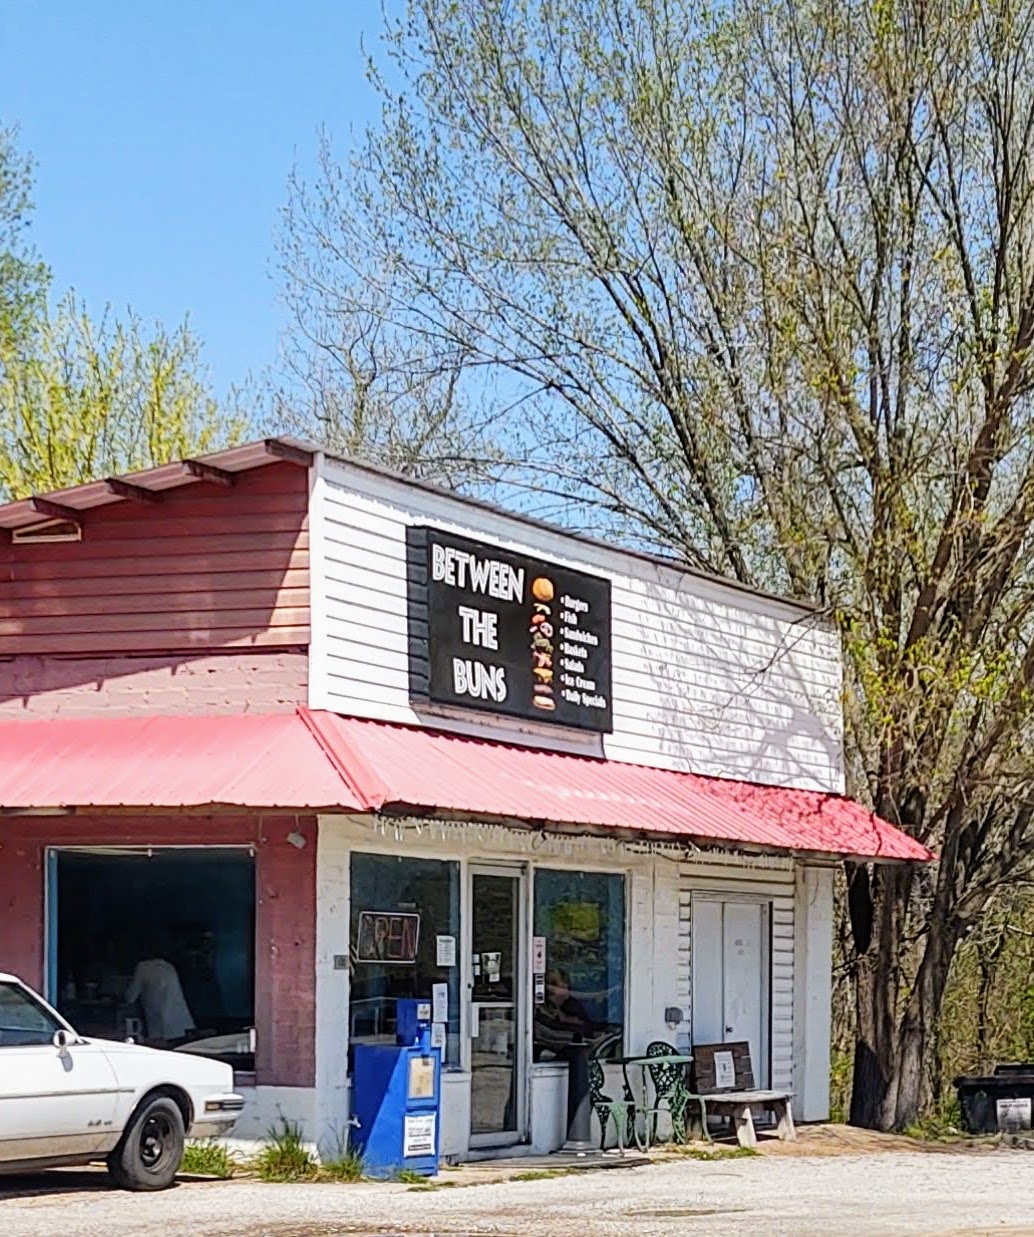 BETWEEN
THE
BUNS
• Burgers
• Fish
• Sandwiches
• Baskets
• Salads
• Ice Cream
• Daily Specials
OPEN